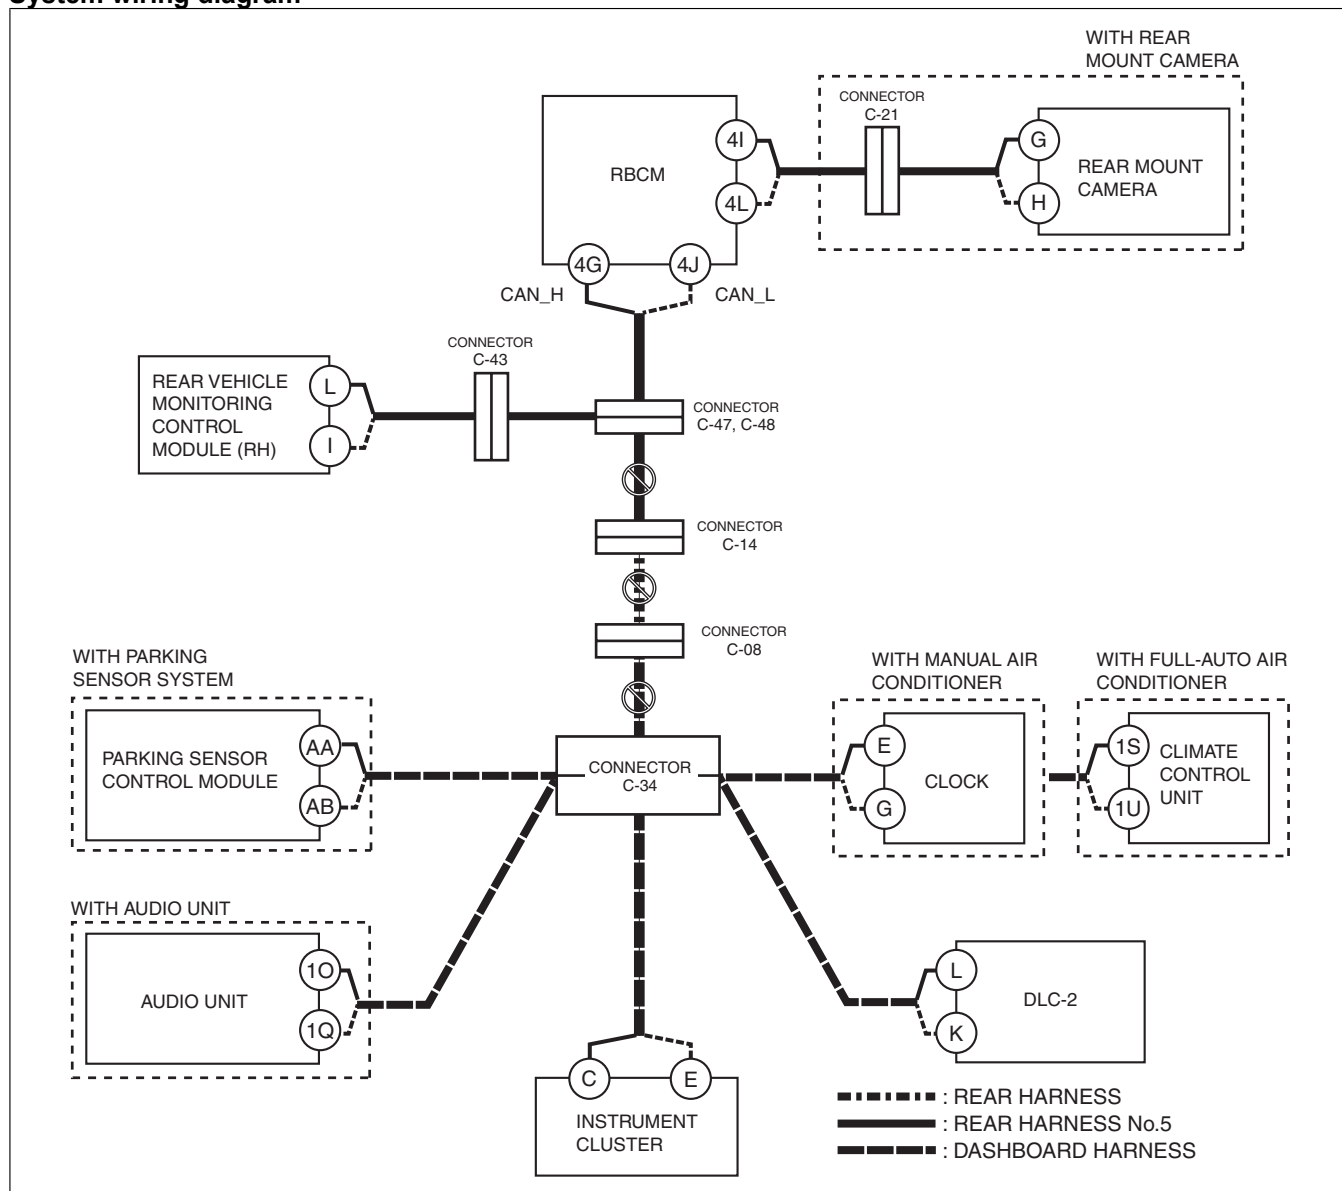 System wiring diagram
WITH REAR
MOUNT CAMERA
CONNECTOR
C-21
4I
G
RBCM
REAR MOUNT
CAMERA
4L
H
4G
4J
CAN_H
CAN_L
CONNECTOR
C-43
REAR VEHICLE
MONITORING
CONTROL
MODULE (RH)
L
I
CONNECTOR
C-47, C-48
CONNECTOR
C-14
CONNECTOR
C-08
WITH PARKING
SENSOR SYSTEM
WITH MANUAL AIR
CONDITIONER
WITH FULL-AUTO AIR
CONDITIONER
PARKING SENSOR
CONTROL MODULE
AA
AB
CONNECTOR
C-34
E
G
CLOCK
1S
1U
CLIMATE
CONTROL
UNIT
WITH AUDIO UNIT
AUDIO UNIT
1O
1Q
L
K
DLC-2
C
E
INSTRUMENT
CLUSTER
: REAR HARNESS
: REAR HARNESS No.5
: DASHBOARD HARNESS